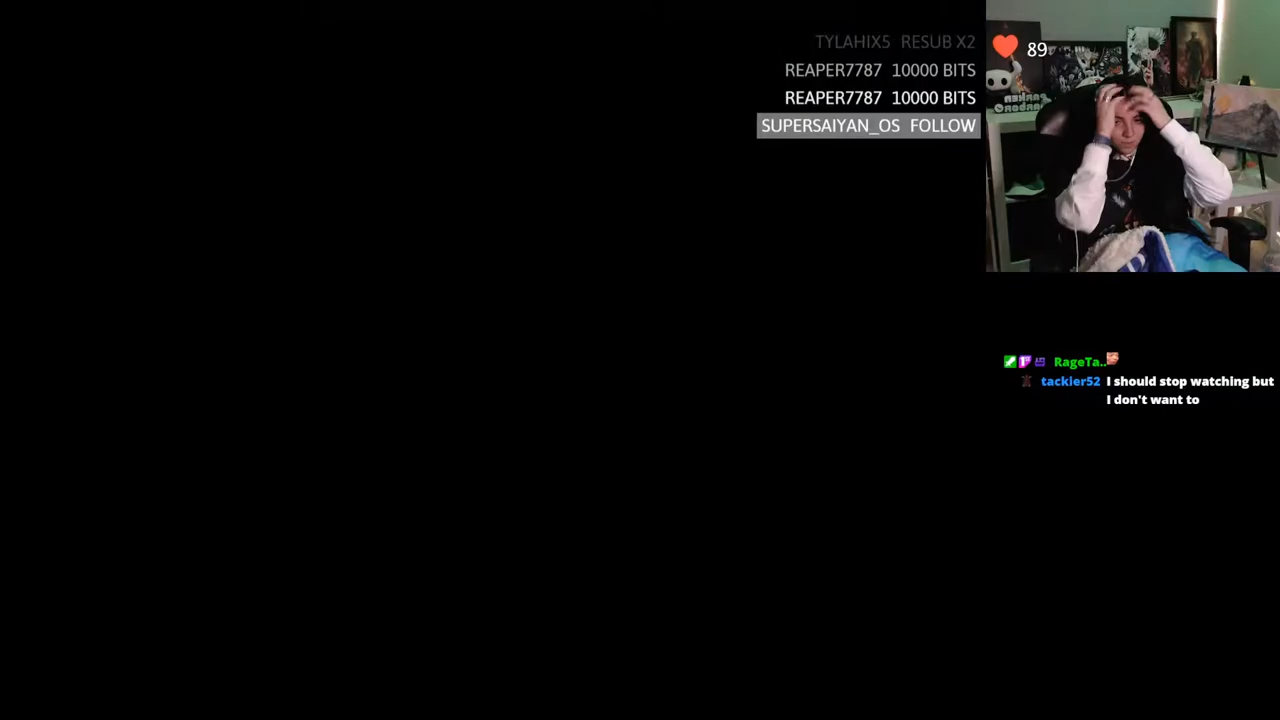 TYLAHIX5 RESUB X2
REAPER7787 10000 BITS
REAPER7787 10000 BITS
SUPERSAIYAN_OS FOLLOW
89
RageTa..
tackier52 I should stop watching but
I don't want to